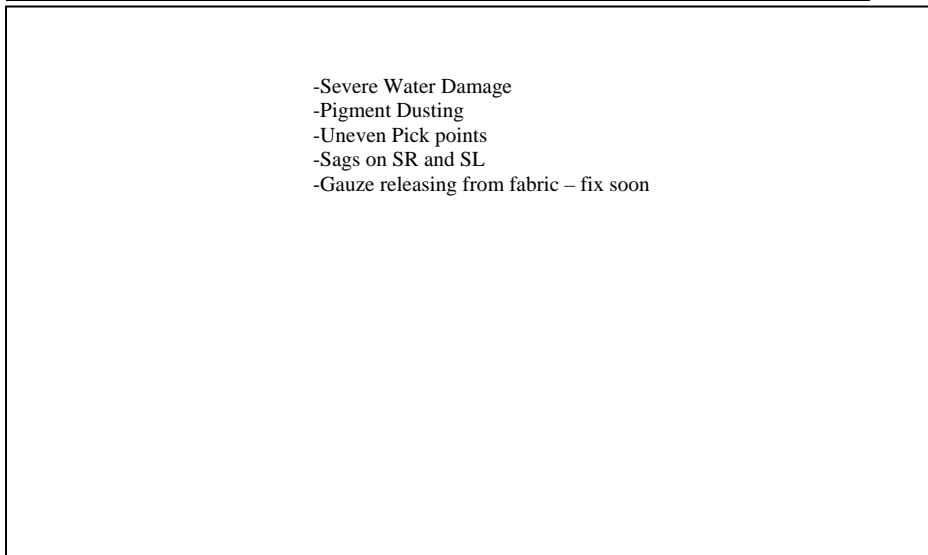 -Severe Water Damage
-Pigment Dusting
-Uneven Pick points
-Sags on SR and SL
-Gauze releasing from fabric – fix soon